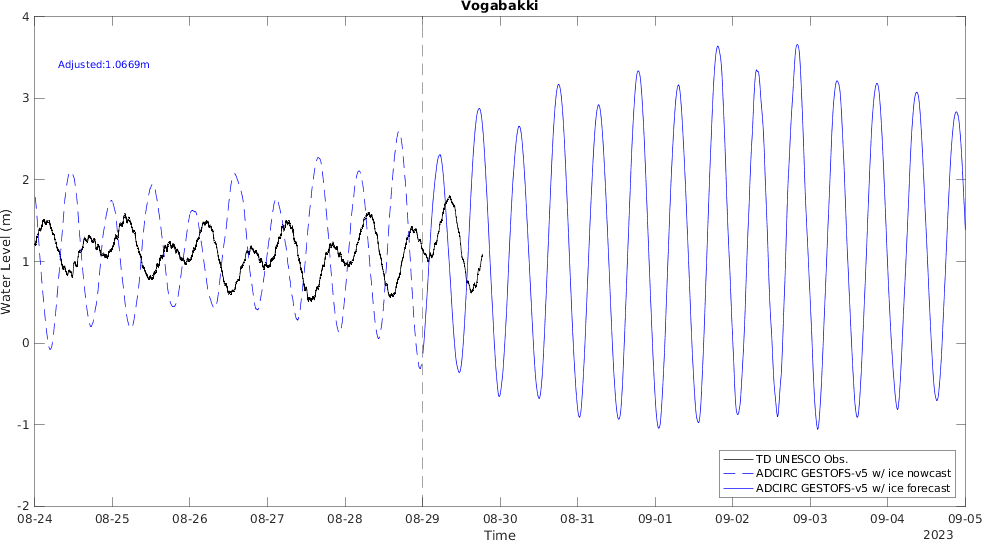 Vogabakki
4
Adjusted:1.0669m
3
2
1
0
-1
-2
Water Level (m)
TD UNESCO Obs.
ADCIRC GESTOFS-v5 w/ ice nowcast
ADCIRC GESTOFS-v5 w/ ice forecast
08-24 08-25 08-26 08-27 08-28 08-29 08-30 08-31 09-01 09-02 09-03 09-04 09-05
Time
2023